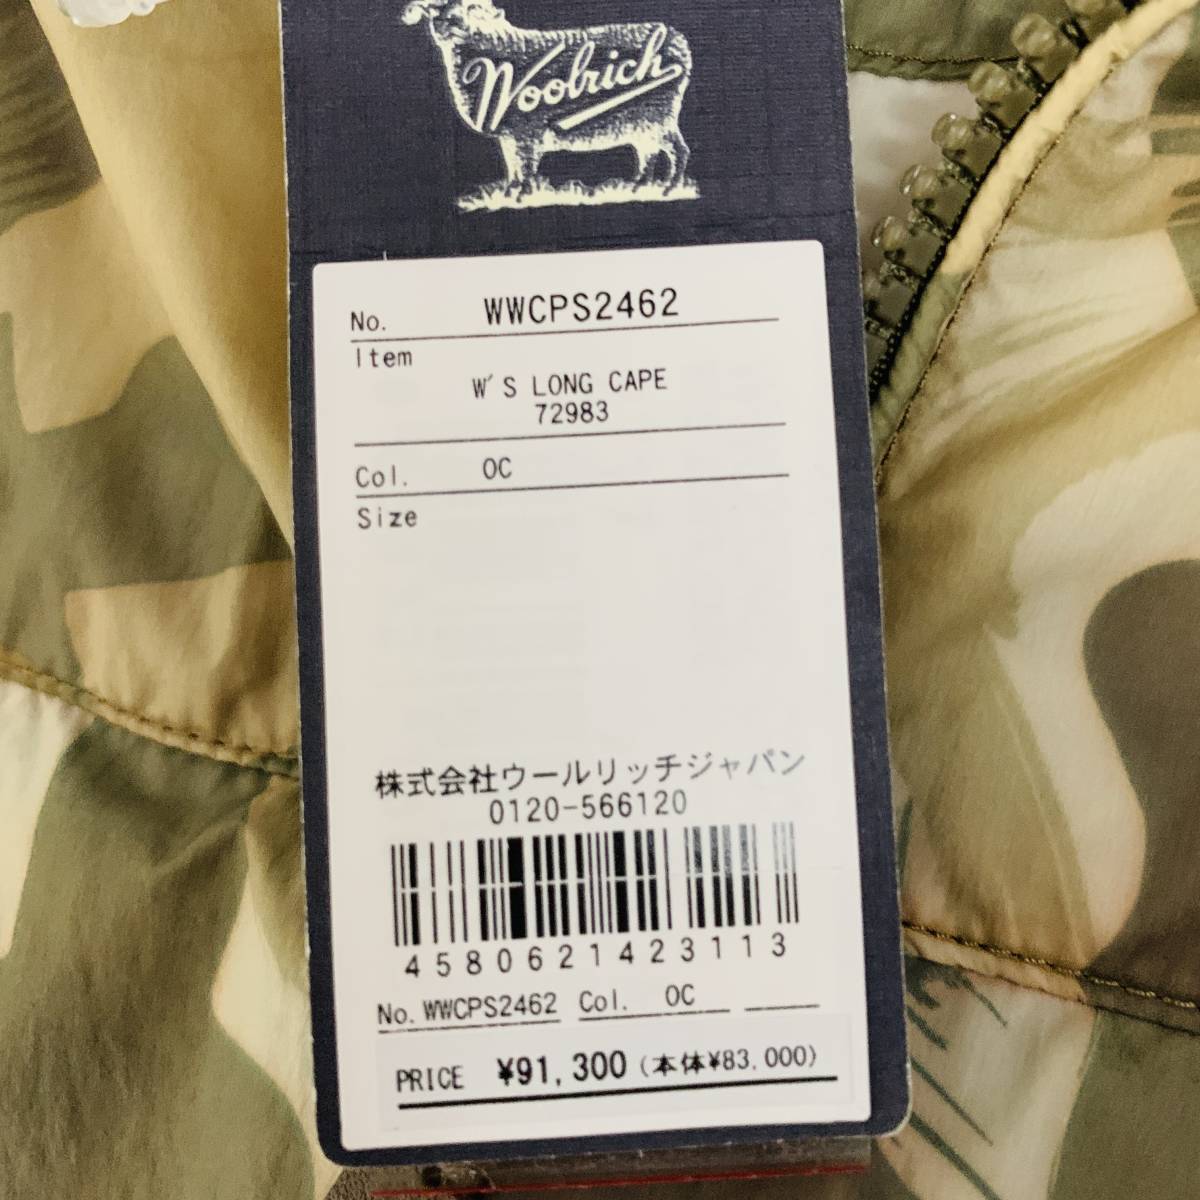 Woolrich
No. WWCPS2462
Item
W'S LONG CAPE
72983
Col. OC
Size
株式会社ウールリッチジャパン
0120-566120
4580621423113
No. WWCPS2462 Col. OC
PRICE ¥91,300 (本体¥83,000)